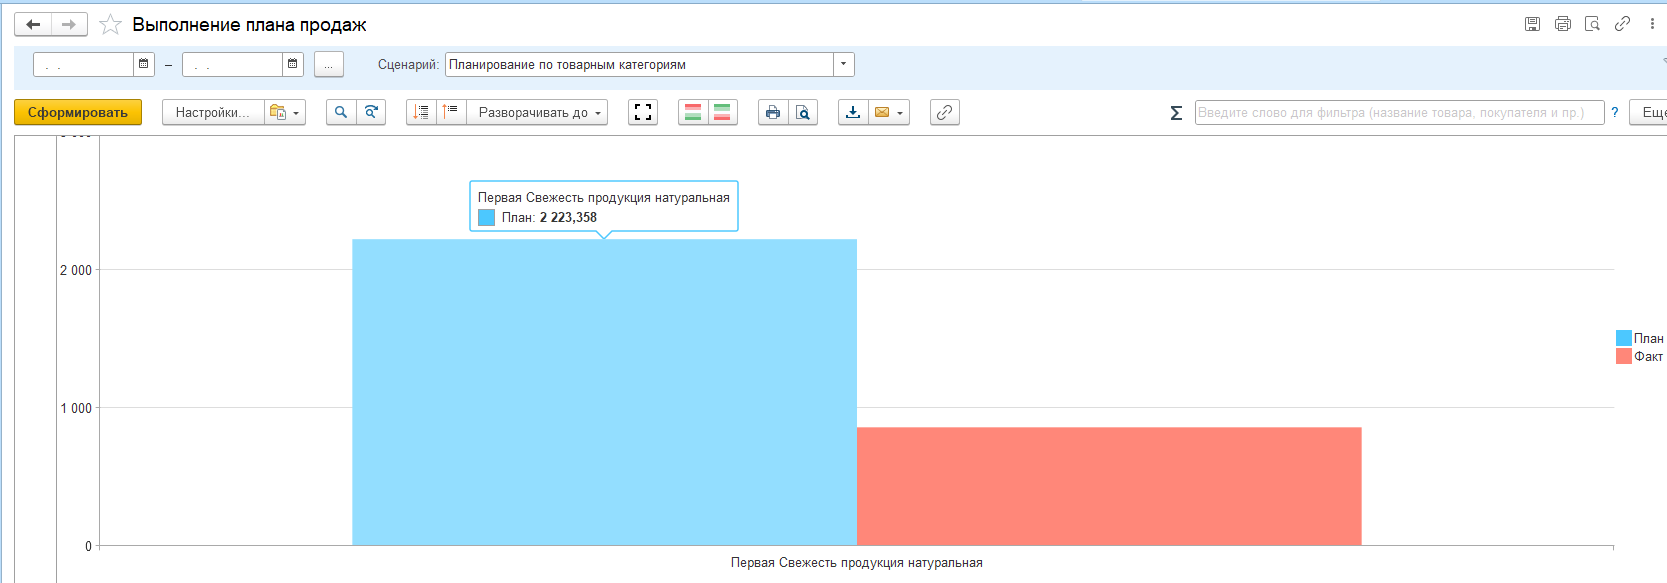 Выполнение плана продаж
. . – . . ... Сценарий: Планирование по товарным категориям
Сформировать Настройки... Разворачивать до Σ Введите слово для фильтра (название товара, покупателя и пр.) ? Ещё
Первая Свежесть продукция натуральная
План: 2 223,358
2 000
План
Факт
1 000
0
Первая Свежесть продукция натуральная